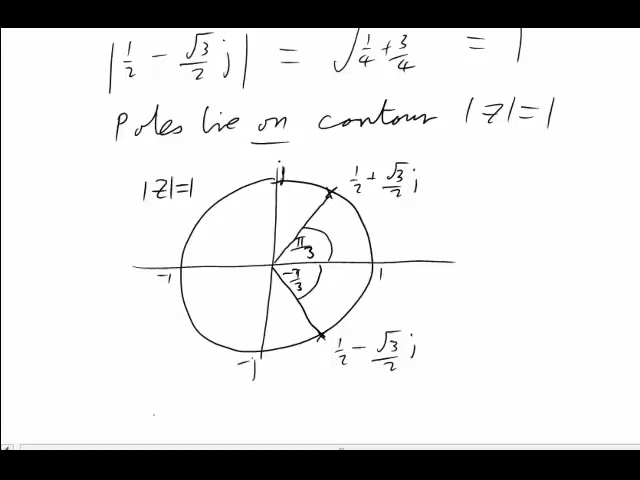 |1/2 − √3/2 j| = √1/4 + 3/4 = 1
Poles lie on contour |z|=1
|z|=1
j
1/2 + √3/2 j
π/3
−1
−π/3
1
1/2 − √3/2 j
−j